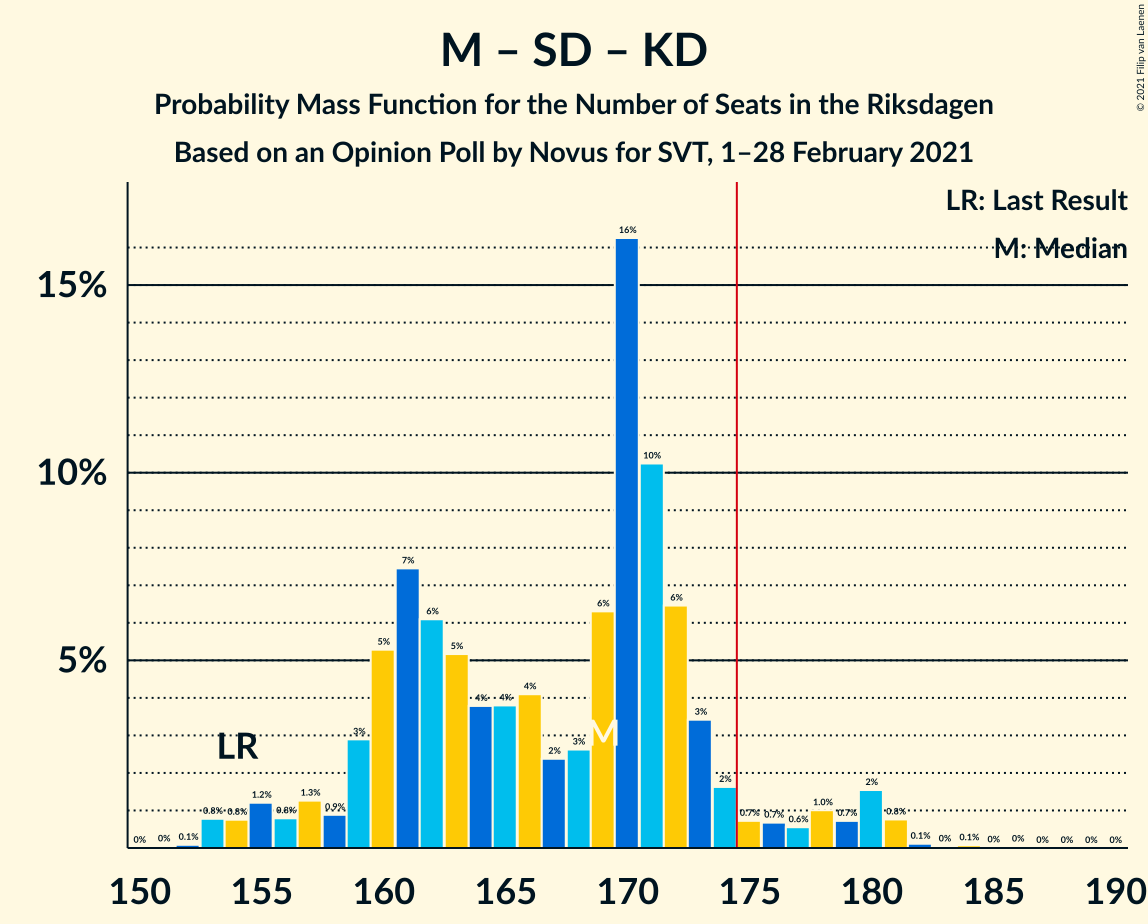 M – SD – KD
Probability Mass Function for the Number of Seats in the Riksdagen
Based on an Opinion Poll by Novus for SVT, 1–28 February 2021
© 2021 Filip van Laenen
LR: Last Result
M: Median
15%
10%
5%
LR
M
0% 0% 0.1% 0.8% 0.8% 1.2% 0.8% 1.3% 0.9% 3% 5% 7% 6% 5% 4% 4% 4% 2% 3% 6% 16% 10% 6% 3% 2% 0.7% 0.7% 0.6% 1.0% 0.7% 2% 0.8% 0.1% 0% 0.1% 0% 0% 0% 0% 0% 0%
150 155 160 165 170 175 180 185 190